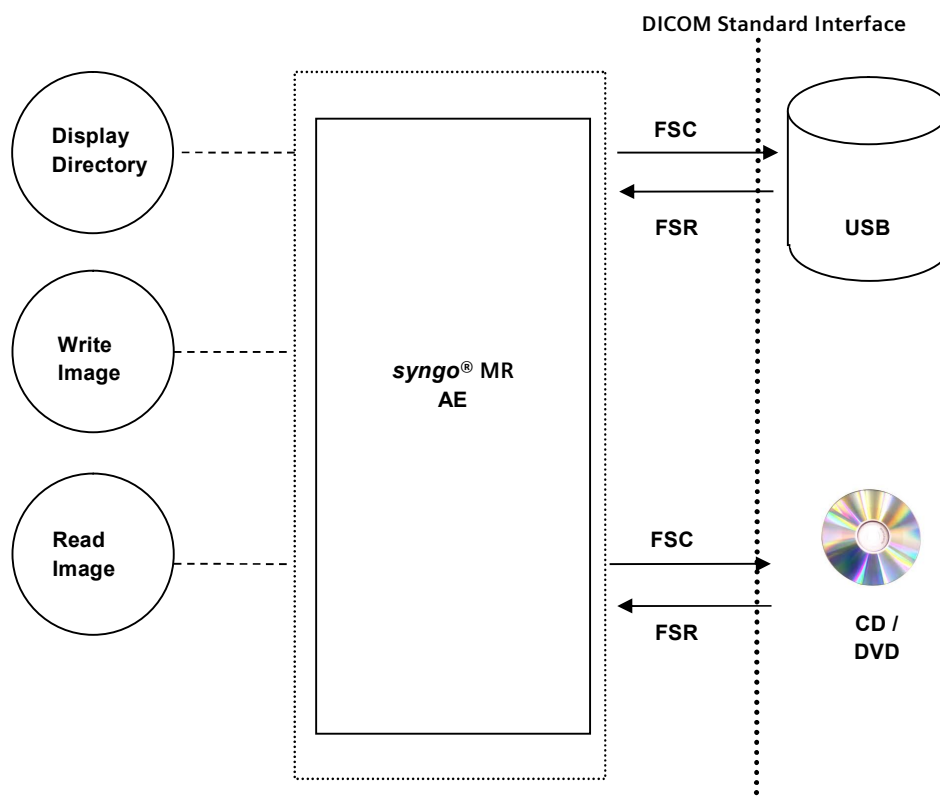 DICOM Standard Interface
Display
Directory
FSC
FSR
USB
Write
Image
syngo® MR
AE
Read
Image
FSC
FSR
CD /
DVD